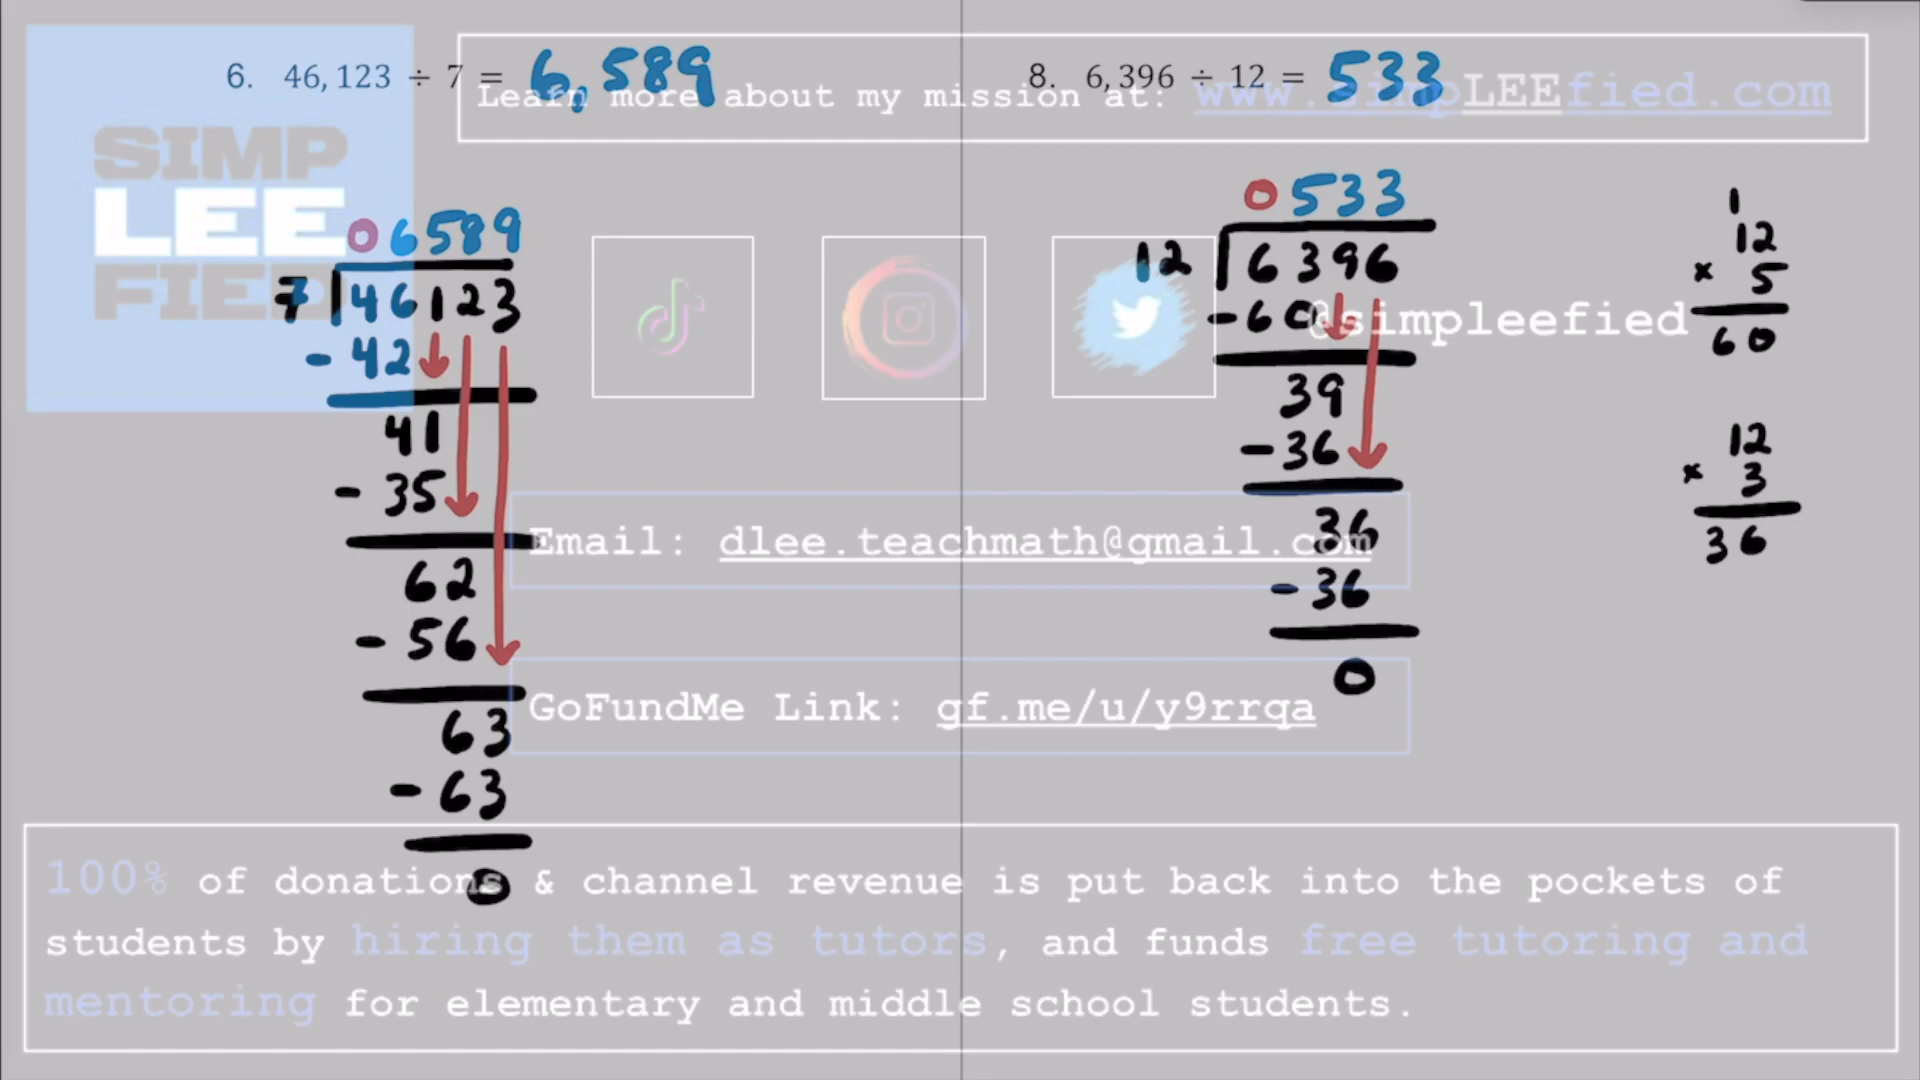 6. 46,123 ÷ 7 = 6,589
8. 6,396 ÷ 12 = 533
Learn more about my mission at: www.simpLEEfied.com
SIMP
LEE
FIED
06589
7 46123
- 42
41
- 35
62
- 56
63
- 63
0
0533
12 6396
- 60
39
- 36
36
- 36
0
1
12
× 5
60
12
× 3
36
@simpleefied
Email: dlee.teachmath@gmail.com
GoFundMe Link: gf.me/u/y9rrqa
100% of donations & channel revenue is put back into the pockets of
students by hiring them as tutors, and funds free tutoring and
mentoring for elementary and middle school students.